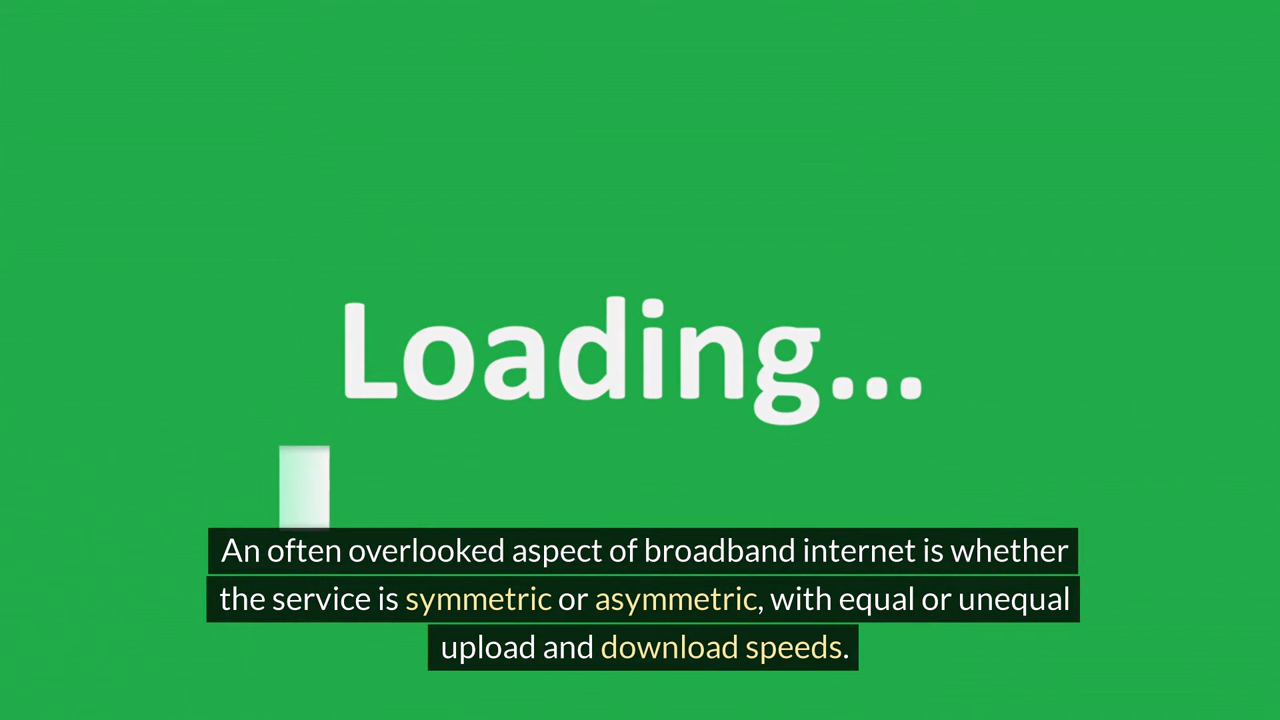 Loading...
An often overlooked aspect of broadband internet is whether
the service is symmetric or asymmetric, with equal or unequal
upload and download speeds.